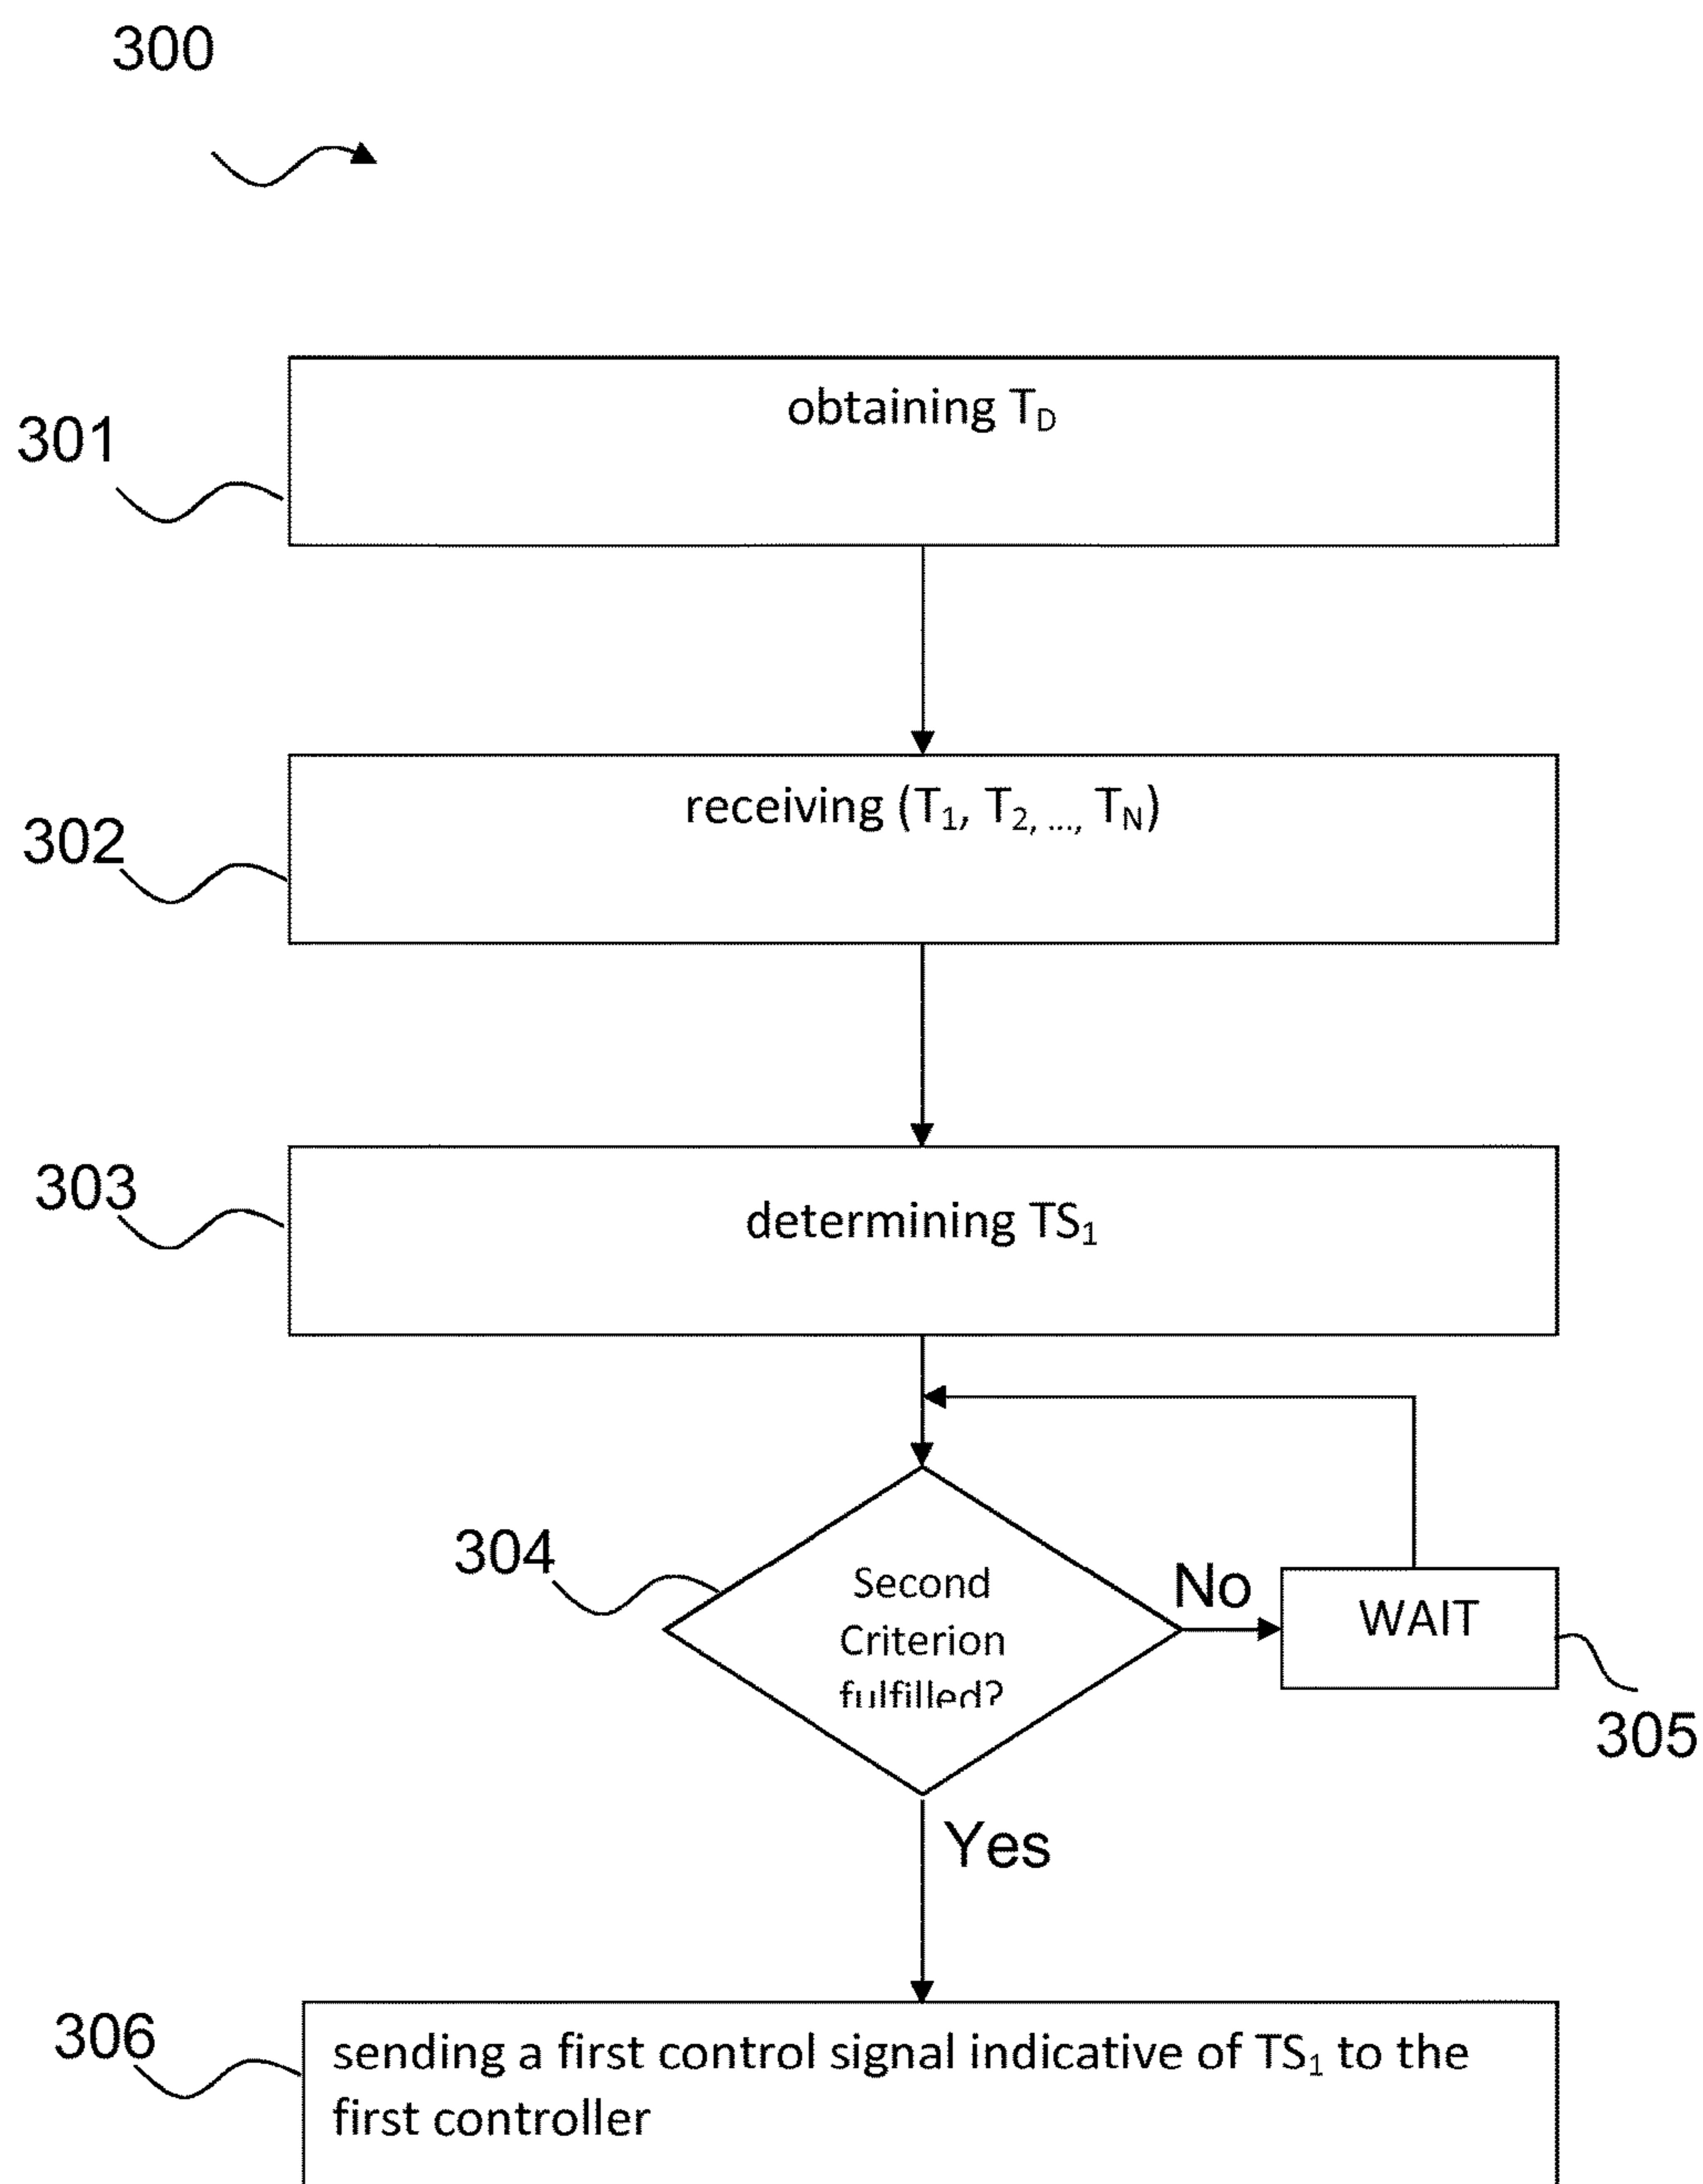 300
301
obtaining T_D
302
receiving (T_1, T_2, ..., T_N)
303
determining TS_1
304
Second
Criterion
fulfilled?
No
WAIT
305
Yes
306
sending a first control signal indicative of TS_1 to the
first controller